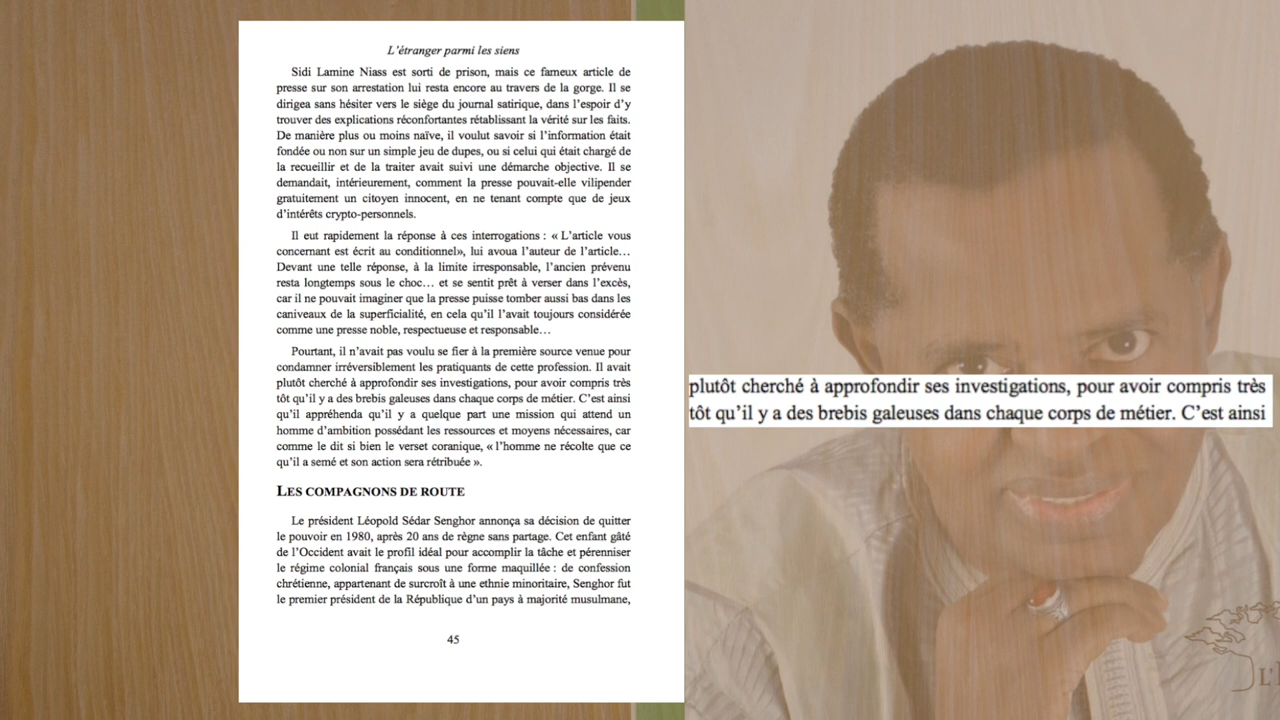 L'étranger parmi les siens
Sidi Lamine Niass est sorti de prison, mais ce fameux article de
presse sur son arrestation lui resta encore au travers de la gorge. Il se
dirigea sans hésiter vers le siège du journal satirique, dans l'espoir d'y
trouver des explications réconfortantes rétablissant la vérité sur les faits.
De manière plus ou moins naïve, il voulut savoir si l'information était
fondée ou non sur un simple jeu de dupes, ou si celui qui était chargé de
la recueillir et de la traiter avait suivi une démarche objective. Il se
demandait, intérieurement, comment la presse pouvait-elle vilipender
gratuitement un citoyen innocent, en ne tenant compte que de jeux
d'intérêts crypto-personnels.
Il eut rapidement la réponse à ces interrogations : « L'article vous
concernant est écrit au conditionnel», lui avoua l'auteur de l'article…
Devant une telle réponse, à la limite irresponsable, l'ancien prévenu
resta longtemps sous le choc… et se sentit prêt à verser dans l'excès,
car il ne pouvait imaginer que la presse puisse tomber aussi bas dans les
caniveaux de la superficialité, en cela qu'il l'avait toujours considérée
comme une presse noble, respectueuse et responsable…
Pourtant, il n'avait pas voulu se fier à la première source venue pour
condamner irréversiblement les pratiquants de cette profession. Il avait
plutôt cherché à approfondir ses investigations, pour avoir compris très
tôt qu'il y a des brebis galeuses dans chaque corps de métier. C'est ainsi
qu'il appréhenda qu'il y a quelque part une mission qui attend un
homme d'ambition possédant les ressources et moyens nécessaires, car
comme le dit si bien le verset coranique, « l'homme ne récolte que ce
qu'il a semé et son action sera rétribuée ».
LES COMPAGNONS DE ROUTE
Le président Léopold Sédar Senghor annonça sa décision de quitter
le pouvoir en 1980, après 20 ans de règne sans partage. Cet enfant gâté
de l'Occident avait le profil idéal pour accomplir la tâche et pérenniser
le régime colonial français sous une forme maquillée : de confession
chrétienne, appartenant de surcroît à une ethnie minoritaire, Senghor fut
le premier président de la République d'un pays à majorité musulmane,
45
plutôt cherché à approfondir ses investigations, pour avoir compris très
tôt qu'il y a des brebis galeuses dans chaque corps de métier. C'est ainsi